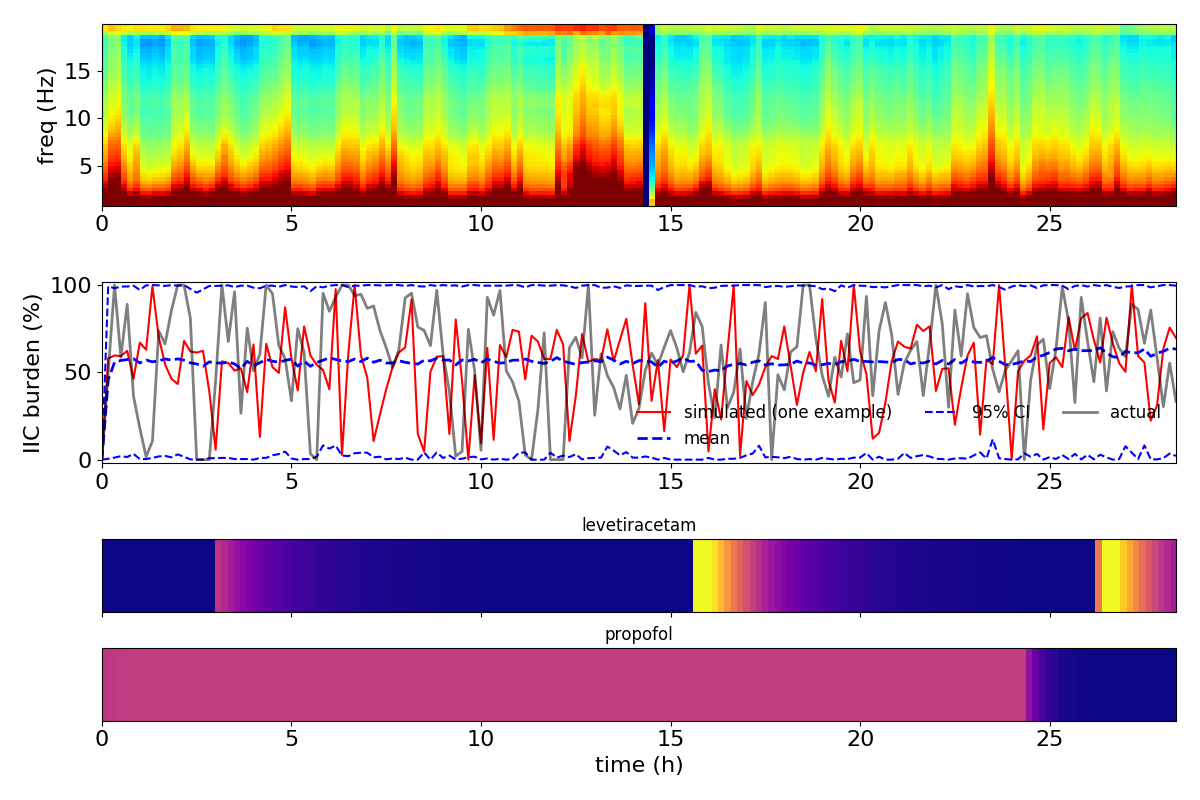 freq (Hz)
15
10
5
0 5 10 15 20 25
IIC burden (%)
100
50
0
simulated (one example) 95% CI actual
mean
0 5 10 15 20 25
levetiracetam
propofol
0 5 10 15 20 25
time (h)